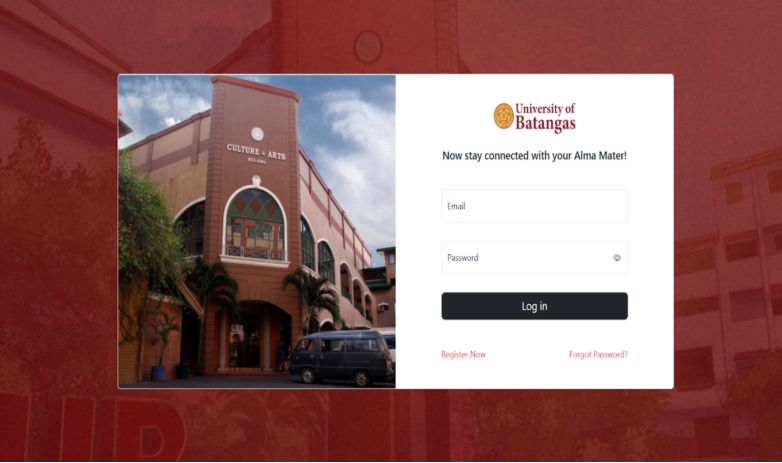 CULTURE & ARTS
BUILDING
University of
Batangas
Now stay connected with your Alma Mater!
Email
Password
Log in
Register Now
Forgot Password?
UB